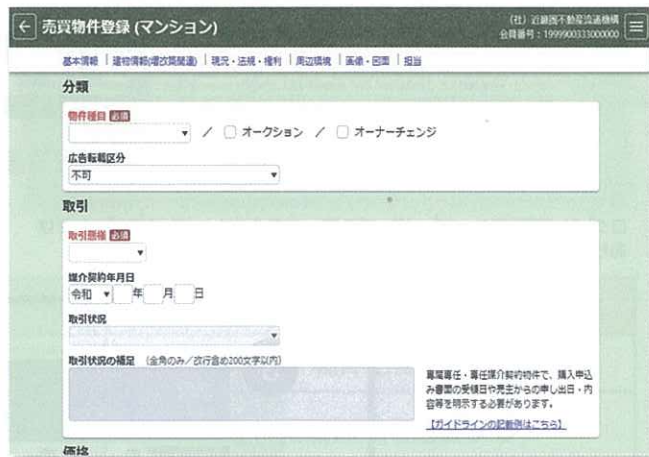 売買物件登録 (マンション)
(社) 近畿圏不動産流通機構
会員番号：1999900333000000
基本情報 | 建物情報(増改築関連) | 現況・法規・権利 | 周辺環境 | 画像・図面 | 担当
分類
物件種目 必須
/ オークション / オーナーチェンジ
広告転載区分
不可
取引
取引態様 必須
媒介契約年月日
令和 年 月 日
取引状況
取引状況の補足 (全角のみ／改行含め200文字以内)
専属専任・専任媒介契約物件で、購入申込
み書面の受領日や売主からの申し出日・内
容等を明示する必要があります。
【ガイドラインの記載例はこちら】
価格